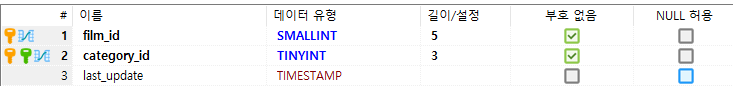 # 이름 데이터 유형 길이/설정 부호 없음 NULL 허용
1 film_id SMALLINT 5
2 category_id TINYINT 3
3 last_update TIMESTAMP